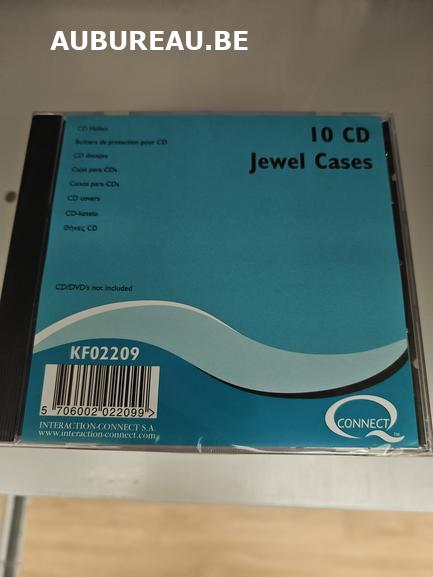 AUBUREAU.BE
10 CD
Jewel Cases
CD Hüllen
Boîtiers de protection pour CD
CD doosjes
Cajas para CDs
Caixas para CDs
CD covers
CD-kotelo
Θήκες CD
CD/DVD's not included
KF02209
5 706002 022099>
INTERACTION-CONNECT S.A.
www.interaction-connect.com
CONNECT
TM